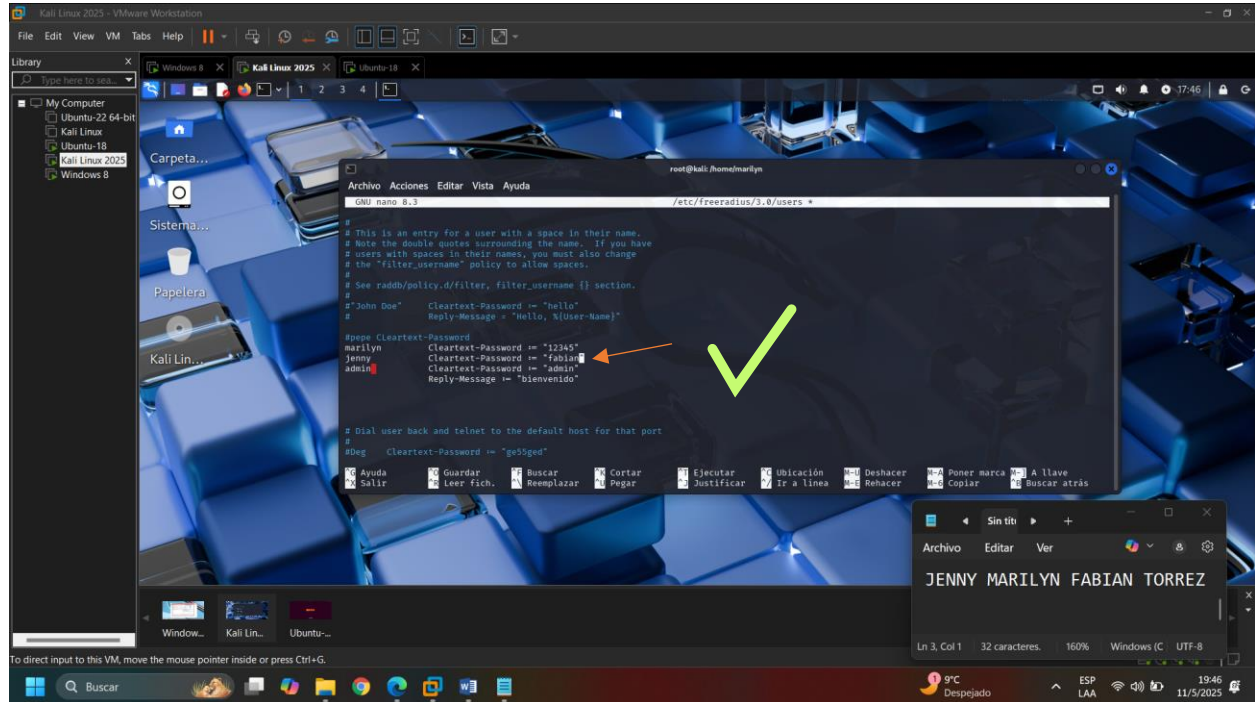 Kali Linux 2025 - VMware Workstation
File Edit View VM Tabs Help
Library X
Type here to sea...
My Computer
Ubuntu-22 64-bit
Kali Linux
Ubuntu-18
Kali Linux 2025
Windows 8
Windows 8 X Kali Linux 2025 X Ubuntu-18 X
1 2 3 4
17:46
Carpeta...
Sistema...
Papelera
Kali Lin...
root@kali: /home/marilyn
Archivo Acciones Editar Vista Ayuda
GNU nano 8.3 /etc/freeradius/3.0/users *
#
# This is an entry for a user with a space in their name.
# Note the double quotes surrounding the name. If you have
# users with spaces in their names, you must also change
# the "filter_username" policy to allow spaces.
#
# See raddb/policy.d/filter, filter_username {} section.
#
#"John Doe" Cleartext-Password := "hello"
# Reply-Message = "Hello, %{User-Name}"
#pepe Cleartext-Password
marilyn Cleartext-Password := "12345"
jenny Cleartext-Password := "fabian"
admin Cleartext-Password := "admin"
Reply-Message := "bienvenido"
# Dial user back and telnet to the default host for that port
#
#Deg Cleartext-Password := "ge55ged"
^G Ayuda ^O Guardar ^F Buscar ^K Cortar ^T Ejecutar ^C Ubicación M-U Deshacer M-A Poner marca M-] A llave
^X Salir ^R Leer fich. ^\ Reemplazar ^U Pegar ^J Justificar ^/ Ir a línea M-E Rehacer M-6 Copiar ^B Buscar atrás
Sin títu
Archivo Editar Ver
JENNY MARILYN FABIAN TORREZ
Ln 3, Col 1 32 caracteres. 160% Windows (C UTF-8
Window... Kali Lin... Ubuntu-...
To direct input to this VM, move the mouse pointer inside or press Ctrl+G.
Buscar
1
9°C
Despejado
ESP
LAA
19:46
11/5/2025